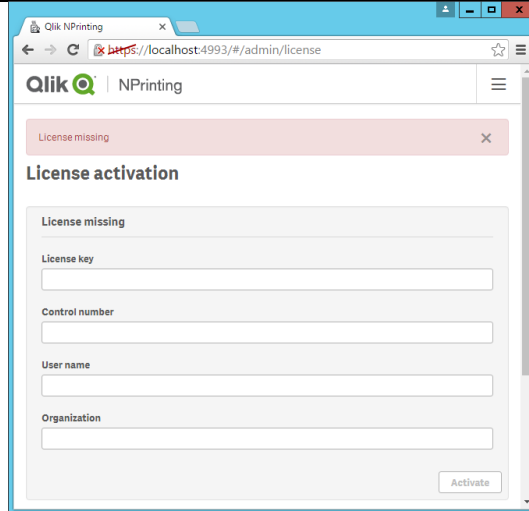 Qlik NPrinting
https://localhost:4993/#/admin/license
Qlik NPrinting
License missing
License activation
License missing
License key
Control number
User name
Organization
Activate